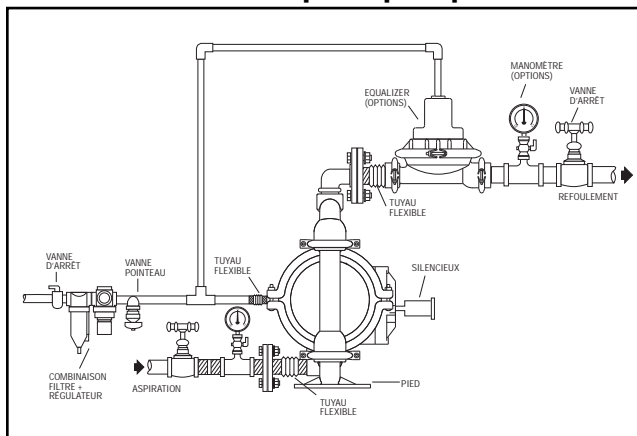 MANOMÈTRE
(OPTIONS)
VANNE
D'ARRÊT
EQUALIZER
(OPTIONS)
TUYAU
FLEXIBLE
REFOULEMENT
VANNE
D'ARRÊT
VANNE
POINTEAU
TUYAU
FLEXIBLE
SILENCIEUX
COMBINAISON
FILTRE +
RÉGULATEUR
ASPIRATION
PIED
TUYAU
FLEXIBLE